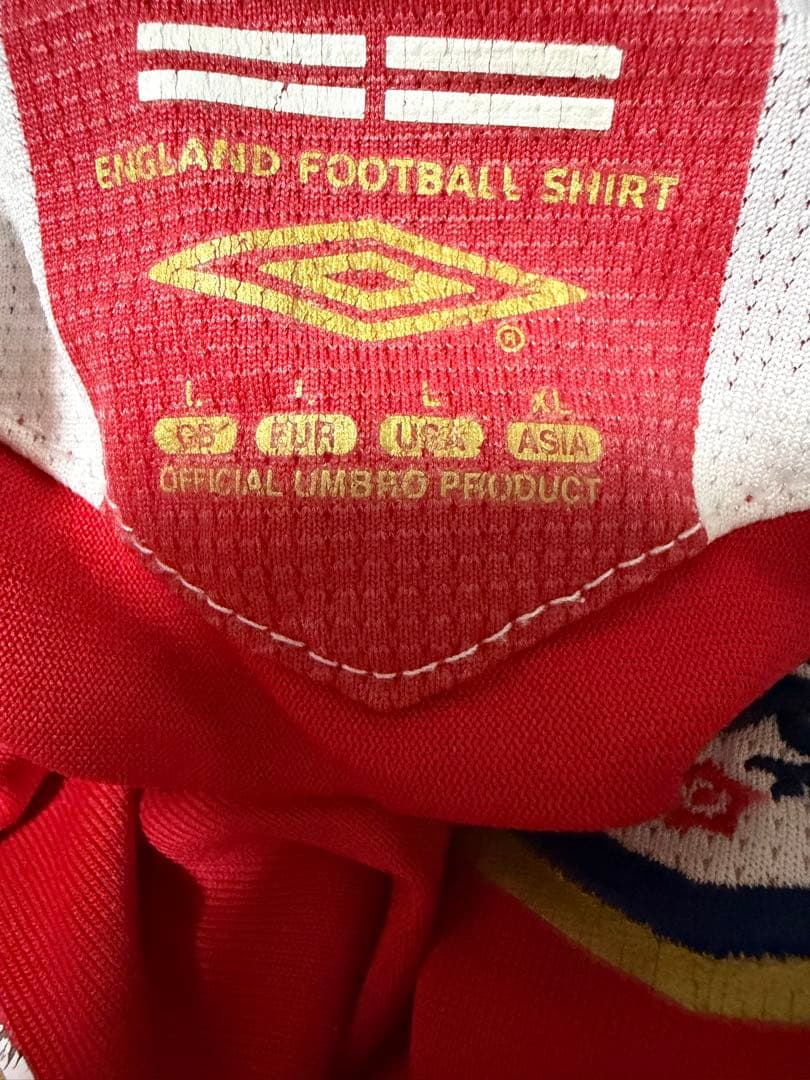 ENGLAND FOOTBALL SHIRT
®
L L L XL
GB EUR USA ASIA
OFFICIAL UMBRO PRODUCT